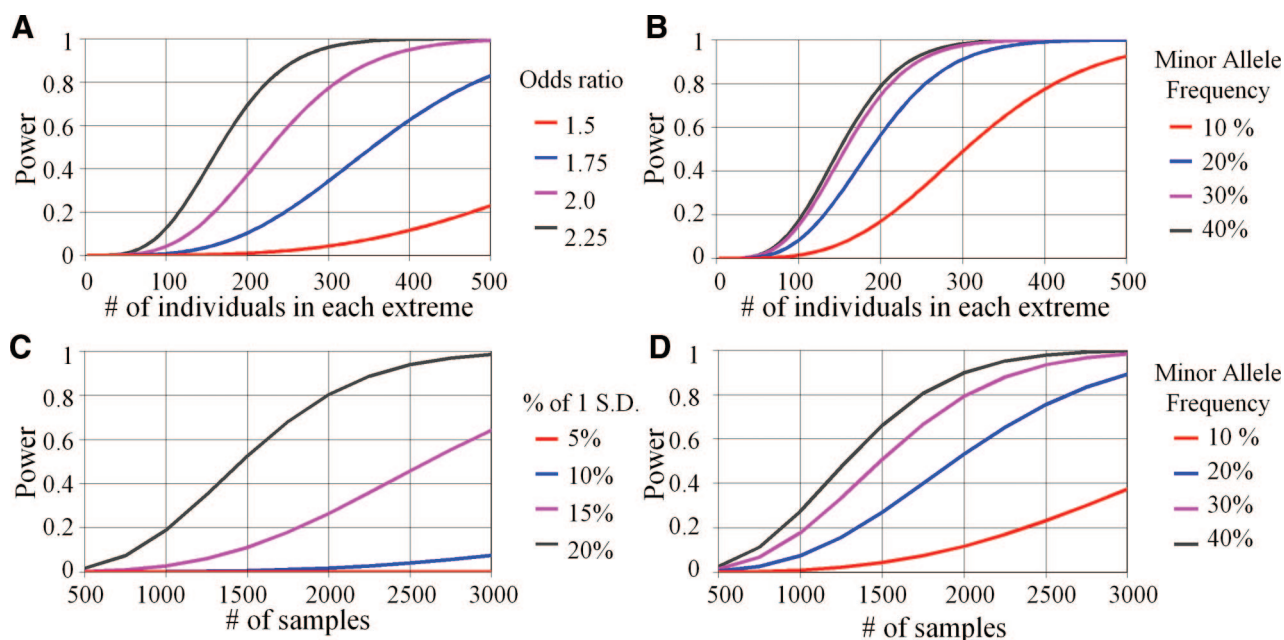 A
Power
1
0.8
0.6
0.4
0.2
0
0 100 200 300 400 500
# of individuals in each extreme
Odds ratio
1.5
1.75
2.0
2.25
B
Power
1
0.8
0.6
0.4
0.2
0
0 100 200 300 400 500
# of individuals in each extreme
Minor Allele
Frequency
10 %
20%
30%
40%
C
Power
1
0.8
0.6
0.4
0.2
0
500 1000 1500 2000 2500 3000
# of samples
% of 1 S.D.
5%
10%
15%
20%
D
Power
1
0.8
0.6
0.4
0.2
0
500 1000 1500 2000 2500 3000
# of samples
Minor Allele
Frequency
10 %
20%
30%
40%